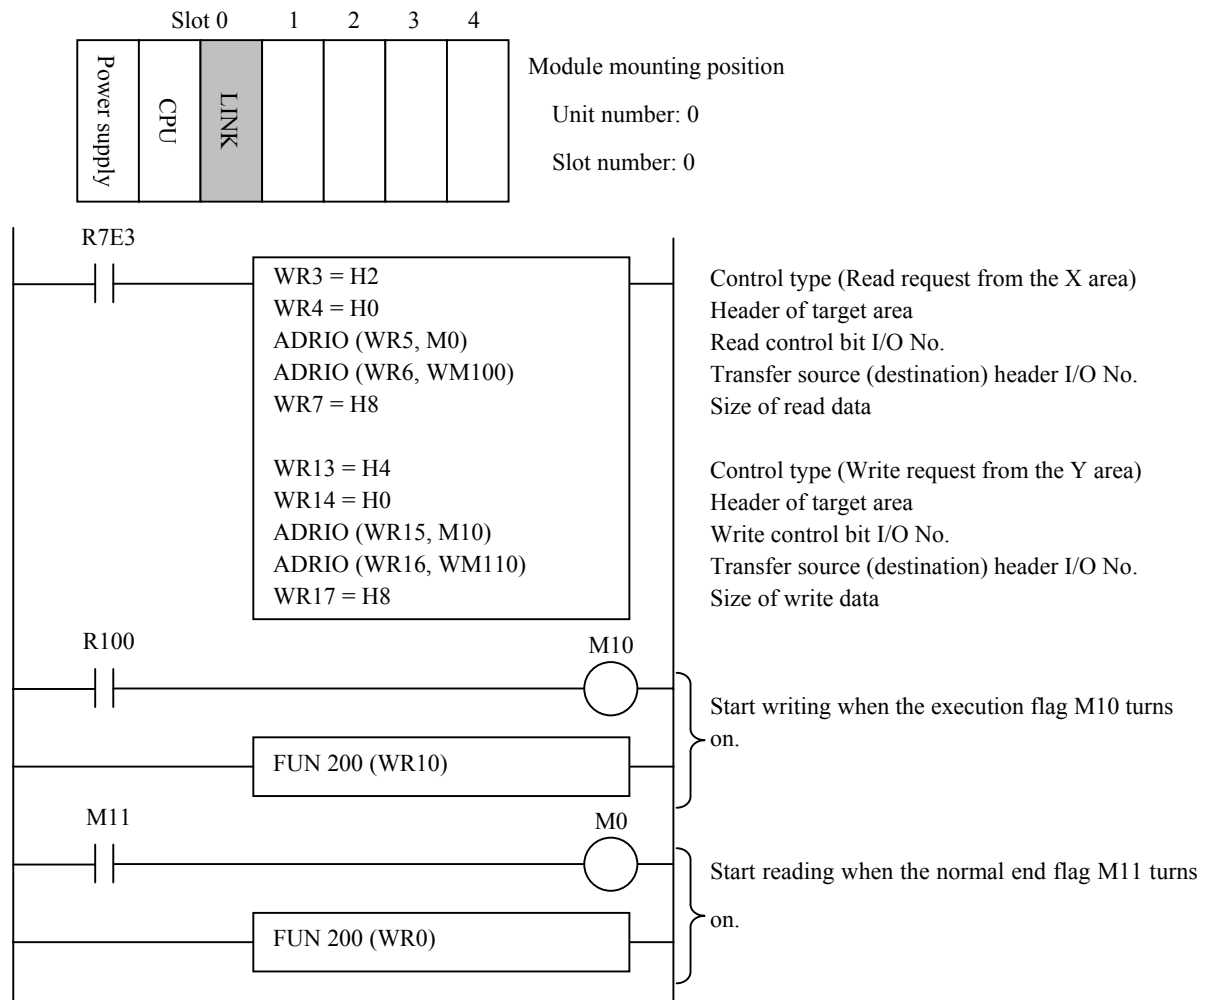 Slot 0 1 2 3 4
Power supply
CPU
LINK
Module mounting position
Unit number: 0
Slot number: 0
R7E3
WR3 = H2 Control type (Read request from the X area)
WR4 = H0 Header of target area
ADRIO (WR5, M0) Read control bit I/O No.
ADRIO (WR6, WM100) Transfer source (destination) header I/O No.
WR7 = H8 Size of read data
WR13 = H4 Control type (Write request from the Y area)
WR14 = H0 Header of target area
ADRIO (WR15, M10) Write control bit I/O No.
ADRIO (WR16, WM110) Transfer source (destination) header I/O No.
WR17 = H8 Size of write data
R100 M10
Start writing when the execution flag M10 turns
on.
FUN 200 (WR10)
M11 M0
Start reading when the normal end flag M11 turns
on.
FUN 200 (WR0)